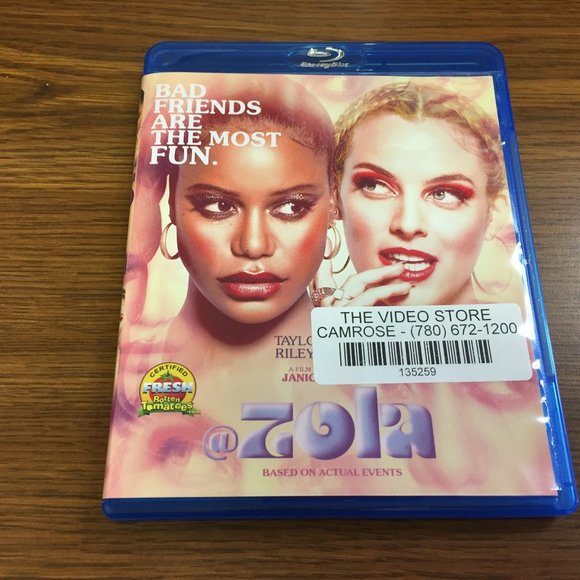 Blu-ray Disc
BAD
FRIENDS
ARE
THE MOST
FUN.
THE VIDEO STORE
CAMROSE - (780) 672-1200
135259
TAYLO
RILEY
A FILM
JANIC
CERTIFIED
FRESH
Rotten
Tomatoes.com
@zola
BASED ON ACTUAL EVENTS